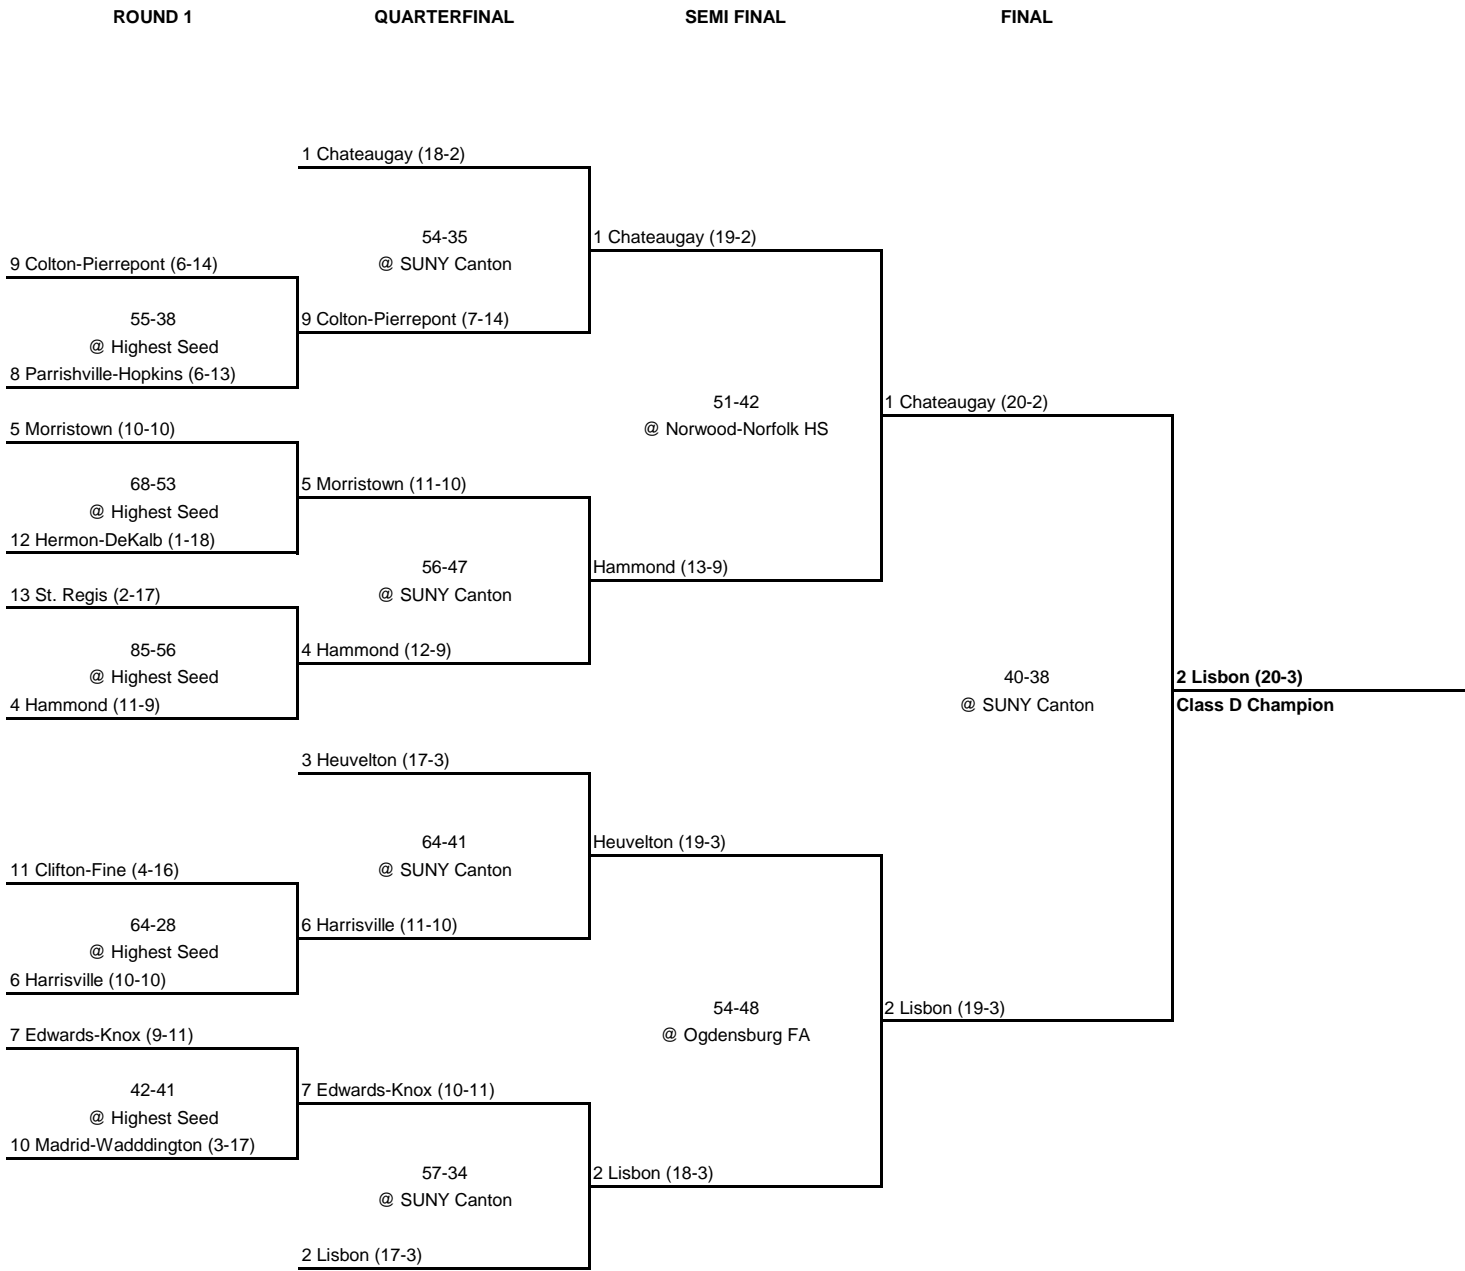 ROUND 1
QUARTERFINAL
SEMI FINAL
FINAL
1 Chateaugay (18-2)
54-35
@ SUNY Canton
1 Chateaugay (19-2)
9 Colton-Pierrepont (6-14)
55-38
@ Highest Seed
9 Colton-Pierrepont (7-14)
8 Parrishville-Hopkins (6-13)
51-42
@ Norwood-Norfolk HS
1 Chateaugay (20-2)
5 Morristown (10-10)
68-53
@ Highest Seed
5 Morristown (11-10)
12 Hermon-DeKalb (1-18)
56-47
@ SUNY Canton
Hammond (13-9)
13 St. Regis (2-17)
85-56
@ Highest Seed
4 Hammond (12-9)
4 Hammond (11-9)
40-38
@ SUNY Canton
2 Lisbon (20-3)
Class D Champion
3 Heuvelton (17-3)
64-41
@ SUNY Canton
Heuvelton (19-3)
11 Clifton-Fine (4-16)
64-28
@ Highest Seed
6 Harrisville (11-10)
6 Harrisville (10-10)
54-48
@ Ogdensburg FA
2 Lisbon (19-3)
7 Edwards-Knox (9-11)
42-41
@ Highest Seed
7 Edwards-Knox (10-11)
10 Madrid-Wadddington (3-17)
57-34
@ SUNY Canton
2 Lisbon (18-3)
2 Lisbon (17-3)